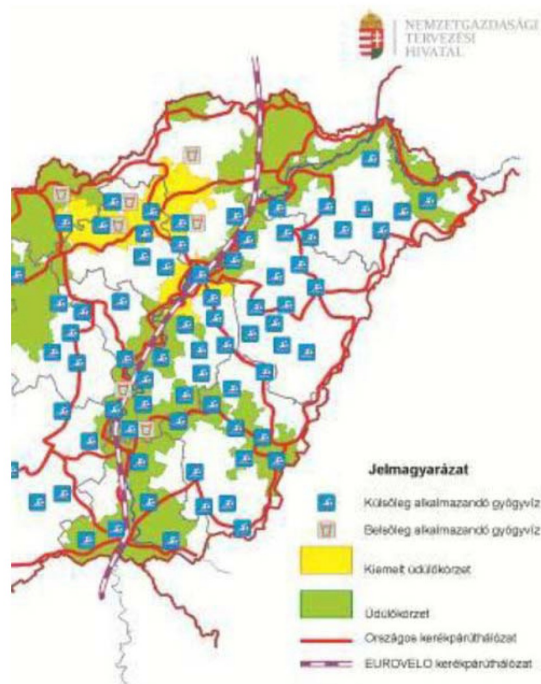 NEMZETGAZDASÁGI
TERVEZÉSI
HIVATAL
Jelmagyarázat
Külsőleg alkalmazandó gyógyvíz
Belsőleg alkalmazandó gyógyvíz
Kiemelt üdülőkörzet
Üdülőkörzet
Országos kerékpárúthálózat
EUROVELO kerékpárúthálózat